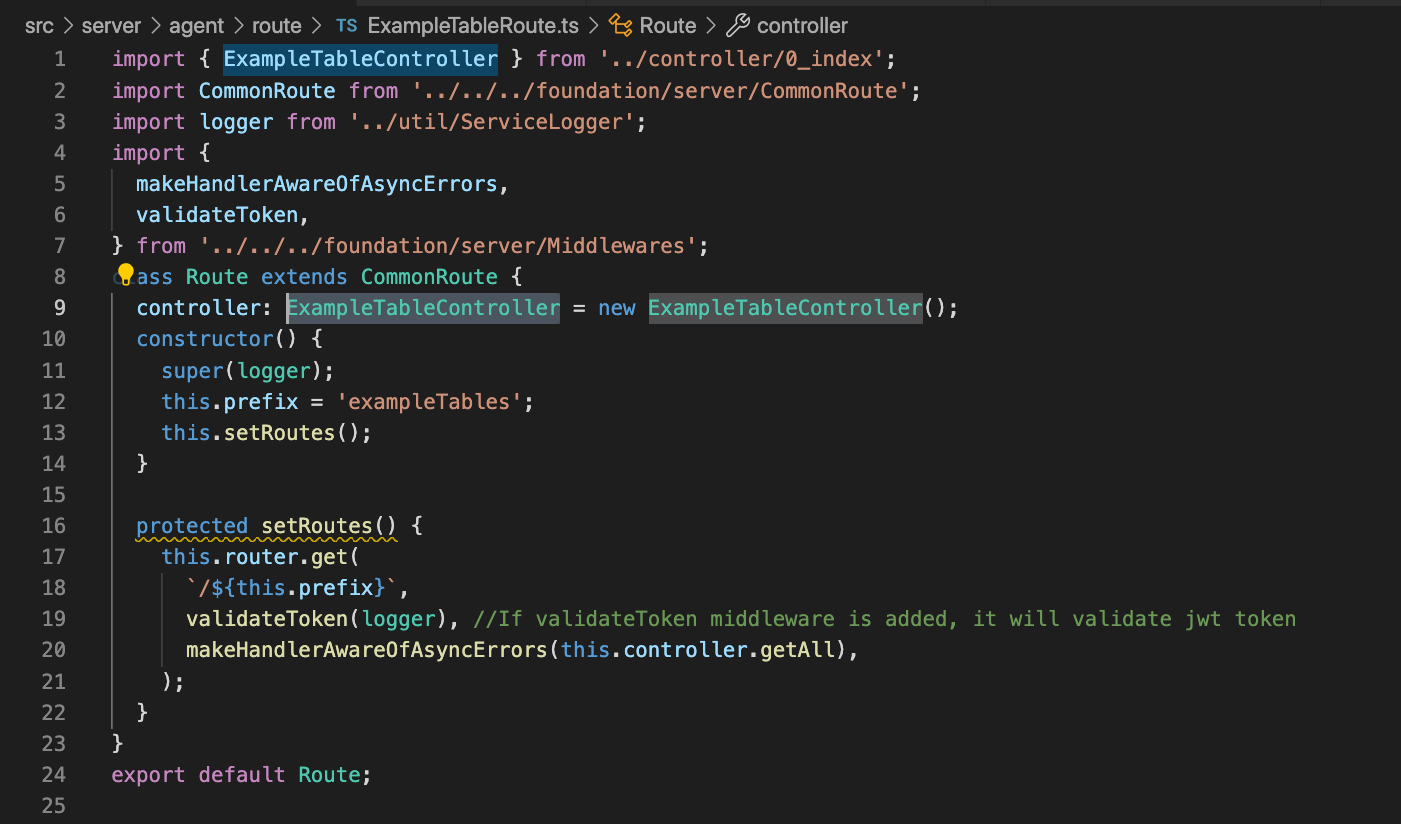 src > server > agent > route > TS ExampleTableRoute.ts > Route > controller
1 import { ExampleTableController } from '../controller/0_index';
2 import CommonRoute from '../../../foundation/server/CommonRoute';
3 import logger from '../util/ServiceLogger';
4 import {
5   makeHandlerAwareOfAsyncErrors,
6   validateToken,
7 } from '../../../foundation/server/Middlewares';
8 ass Route extends CommonRoute {
9   controller: ExampleTableController = new ExampleTableController();
10   constructor() {
11     super(logger);
12     this.prefix = 'exampleTables';
13     this.setRoutes();
14   }
15
16   protected setRoutes() {
17     this.router.get(
18       `/${this.prefix}`,
19       validateToken(logger), //If validateToken middleware is added, it will validate jwt token
20       makeHandlerAwareOfAsyncErrors(this.controller.getAll),
21     );
22   }
23 }
24 export default Route;
25